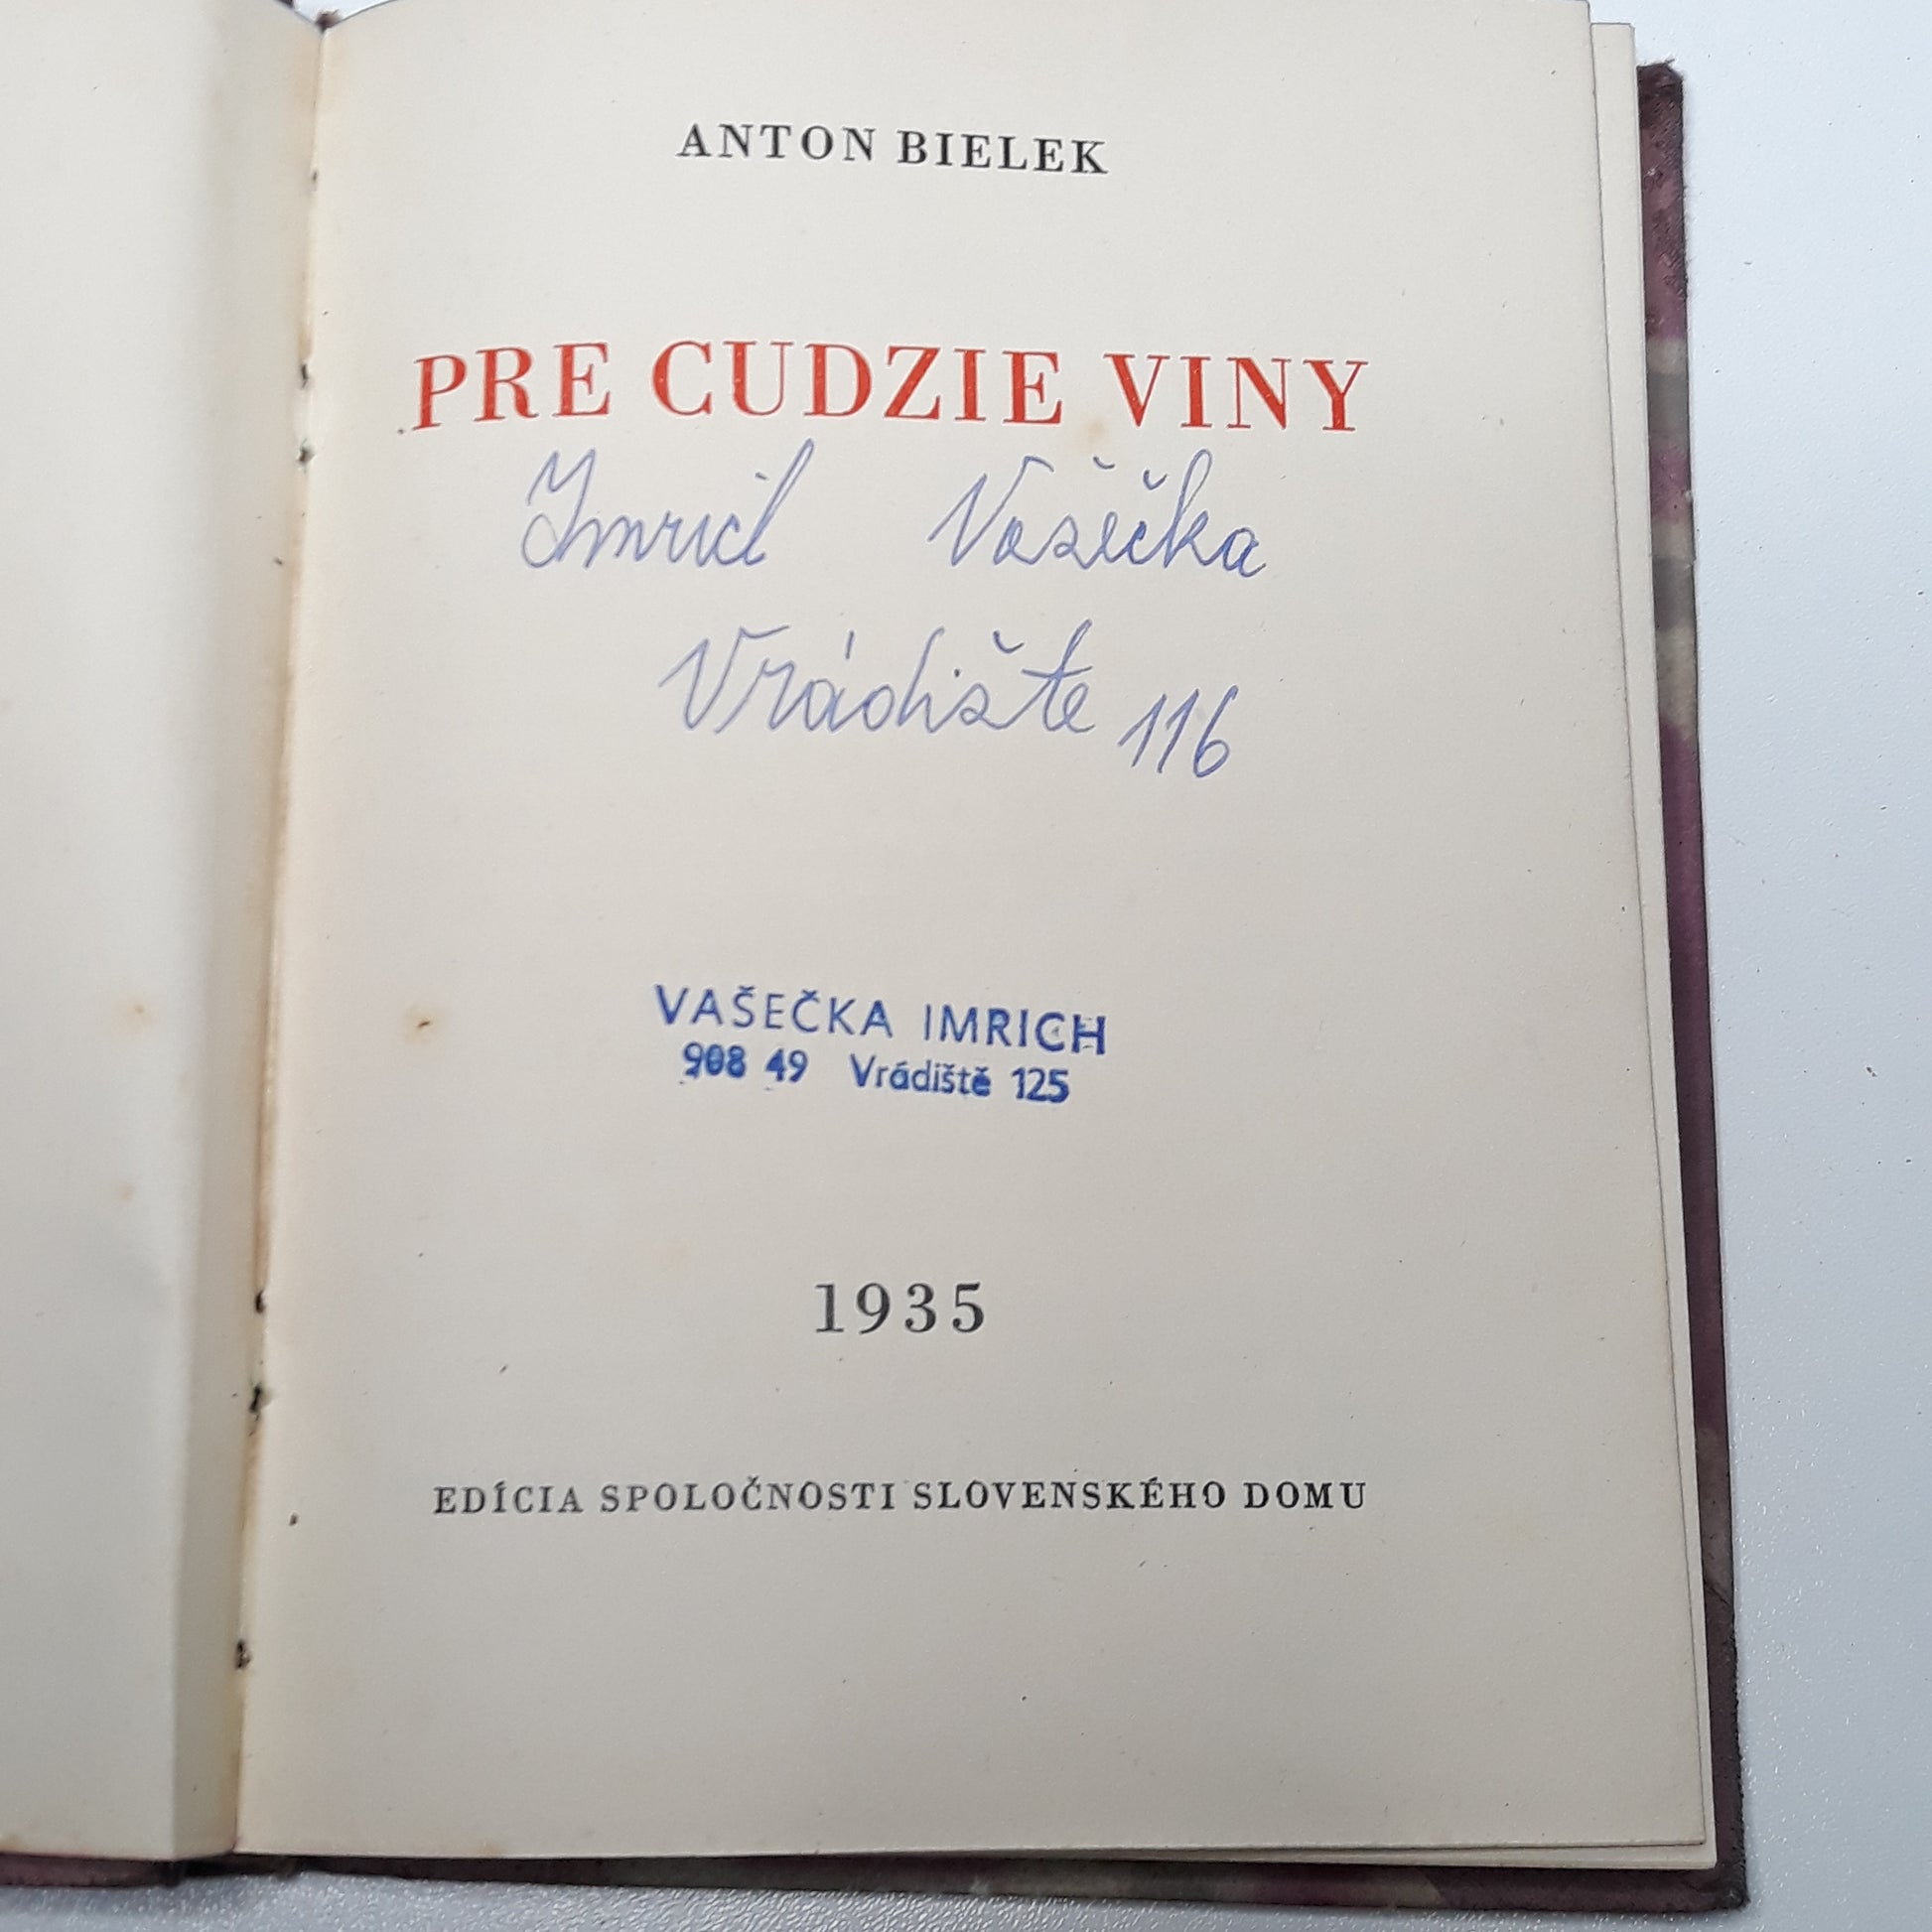 ANTON BIELEK
PRE CUDZIE VINY
Imrich Vašečka
Vrádište 116
VAŠEČKA IMRICH
908 49 Vrádiště 125
1935
EDÍCIA SPOLOČNOSTI SLOVENSKÉHO DOMU